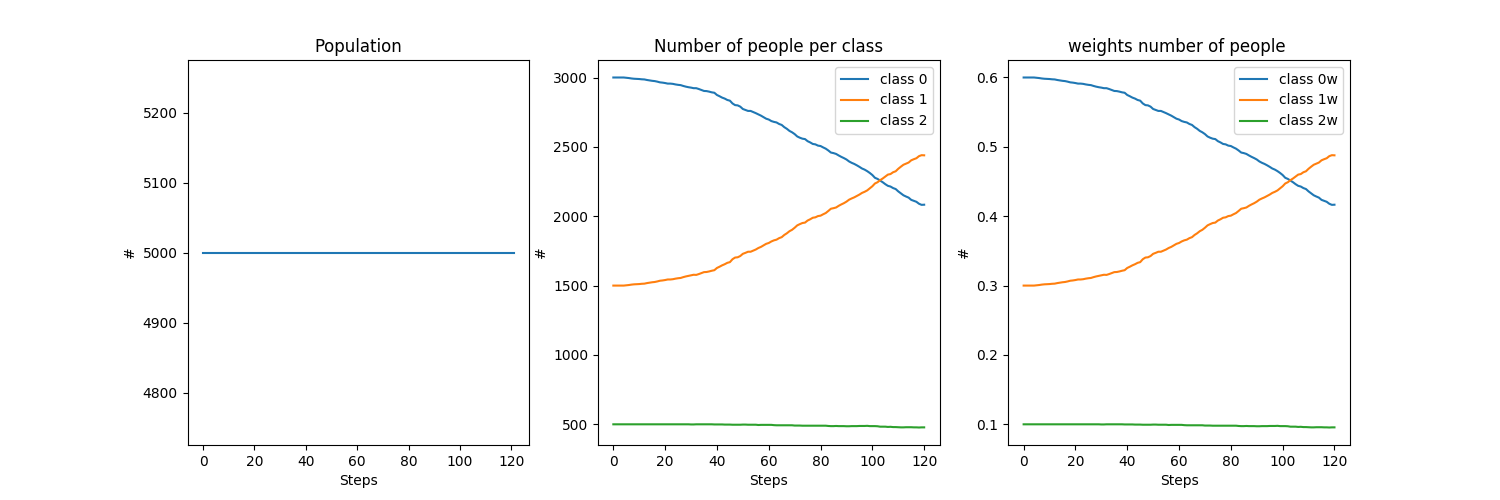 Population
#
5200
5100
5000
4900
4800
0 20 40 60 80 100 120
Steps
Number of people per class
#
3000
2500
2000
1500
1000
500
class 0
class 1
class 2
0 20 40 60 80 100 120
Steps
weights number of people
#
0.6
0.5
0.4
0.3
0.2
0.1
class 0w
class 1w
class 2w
0 20 40 60 80 100 120
Steps